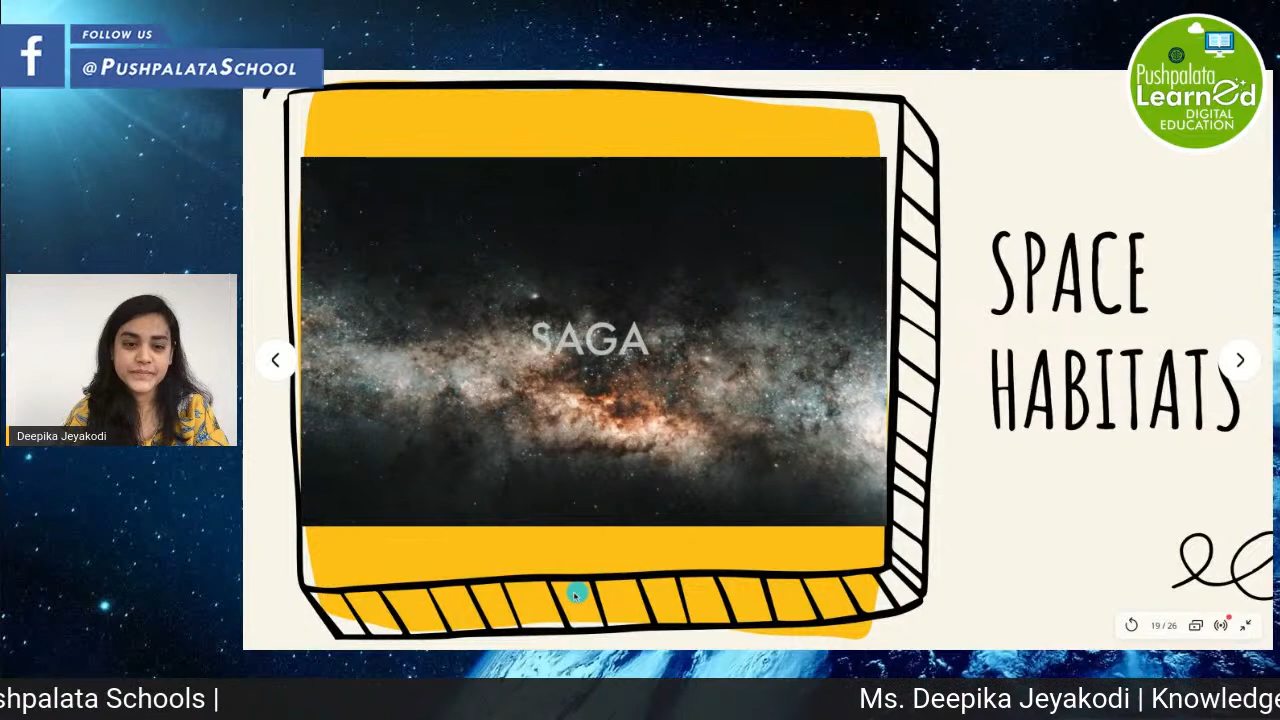 FOLLOW US
f
@PUSHPALATASCHOOL
Pushpalata
LearnEd
DIGITAL
EDUCATION
SAGA
SPACE
HABITATS
Deepika Jeyakodi
19 / 26
shpalata Schools |
Ms. Deepika Jeyakodi | Knowledge